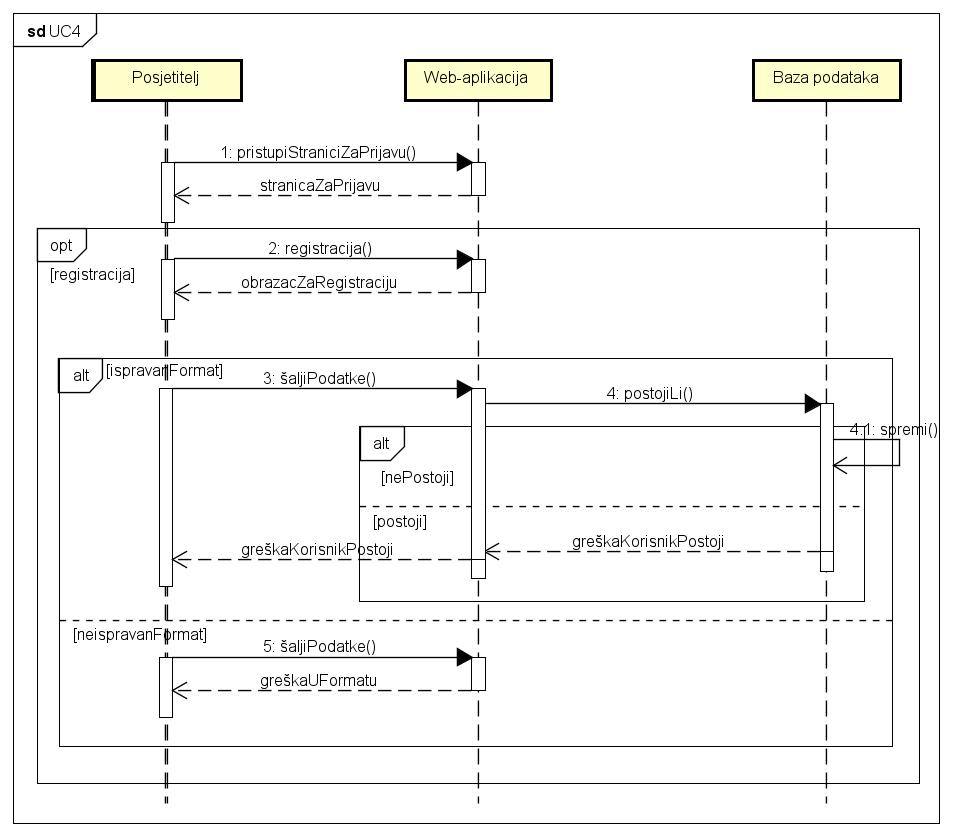 sd UC4
Posjetitelj
Web-aplikacija
Baza podataka
1: pristupiStraniciZaPrijavu()
stranicaZaPrijavu
opt
[registracija]
2: registracija()
obrazacZaRegistraciju
alt
[ispravanFormat]
3: šaljiPodatke()
4: postojiLi()
4.1: spremi()
alt
[nePostoji]
[postoji]
greškaKorisnikPostoji
greškaKorisnikPostoji
[neispravanFormat]
5: šaljiPodatke()
greškaUFormatu